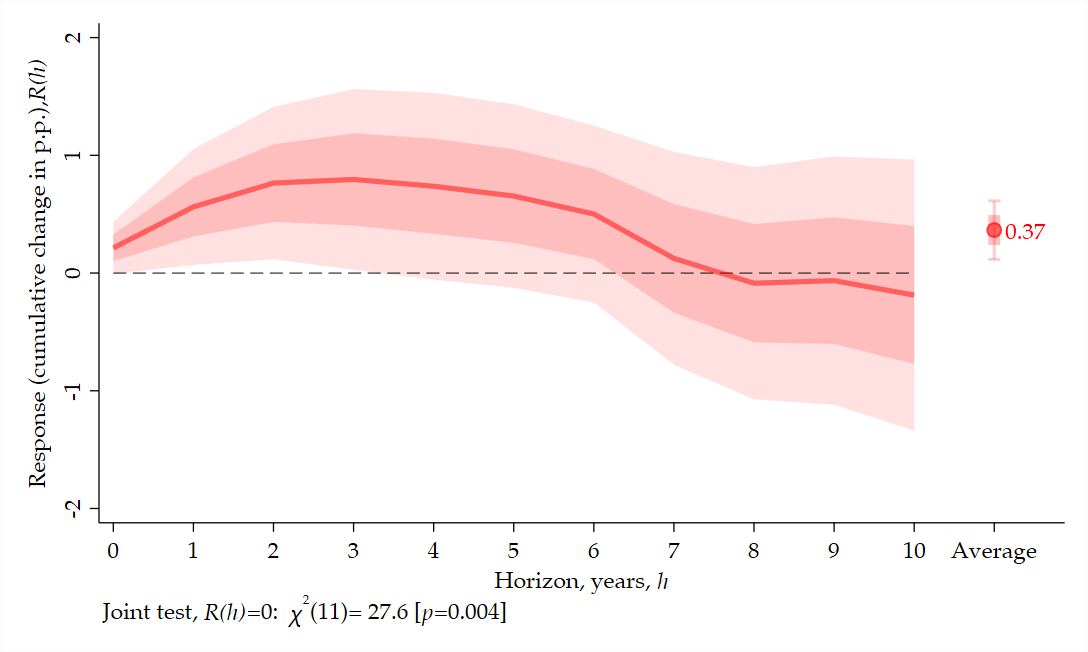 Response (cumulative change in p.p.),R(h)
2
1
0
-1
-2
0.37
0 1 2 3 4 5 6 7 8 9 10 Average
Horizon, years, h
Joint test, R(h)=0: χ²(11)= 27.6 [p=0.004]